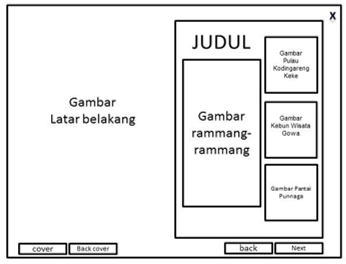 X
JUDUL
Gambar
Pulau
Kodingareng
Keke
Gambar
Latar belakang
Gambar
rammang-
rammang
Gambar
Kebun Wisata
Gowa
Gambar Pantai
Punnaga
cover
Back cover
back
Next